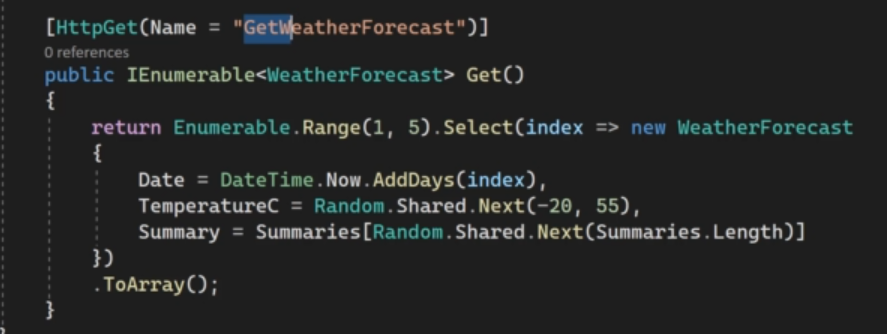 [HttpGet(Name = "GetWeatherForecast")]
0 references
public IEnumerable<WeatherForecast> Get()
{
return Enumerable.Range(1, 5).Select(index => new WeatherForecast
{
Date = DateTime.Now.AddDays(index),
TemperatureC = Random.Shared.Next(-20, 55),
Summary = Summaries[Random.Shared.Next(Summaries.Length)]
})
.ToArray();
}